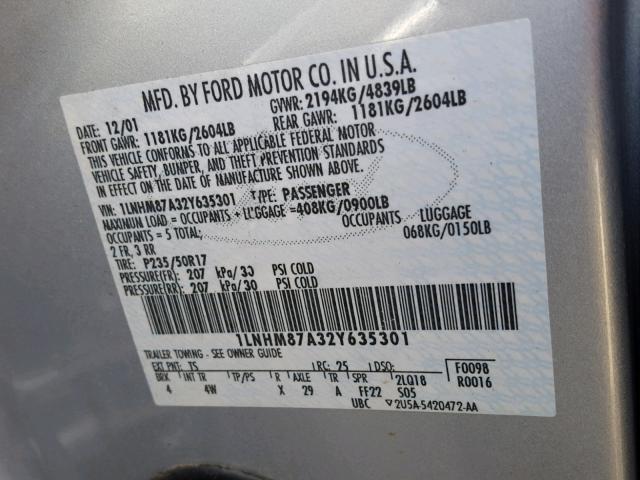 MFD. BY FORD MOTOR CO. IN U.S.A.
DATE: 12/01 GVWR: 2194KG/4839LB
FRONT GAWR: 1181KG/2604LB REAR GAWR: 1181KG/2604LB
THIS VEHICLE CONFORMS TO ALL APPLICABLE FEDERAL MOTOR
VEHICLE SAFETY, BUMPER, AND THEFT PREVENTION STANDARDS
IN EFFECT ON THE DATE OF MANUFACTURE SHOWN ABOVE.
VIN: 1LNHM87A32Y635301 TYPE: PASSENGER
MAXIMUM LOAD = OCCUPANTS + LUGGAGE =408KG/0900LB
OCCUPANTS = 5 TOTAL: OCCUPANTS LUGGAGE
2 FR, 3 RR 068KG/0150LB
TIRE: P235/50R17
PRESSURE(FR): 207 kPa/30 PSI COLD
PRESSURE(RR): 207 kPa/30 PSI COLD
1LNHM87A32Y635301
TRAILER TOWING - SEE OWNER GUIDE
EXT PNT: TS RC: 25 DSO: F0098
BRK INT TR TP/PS R AXLE TR SPR 2LQ18 R0016
4 4W X 29 A FF22 S05
UBC ▽2U5A-5420472-AA